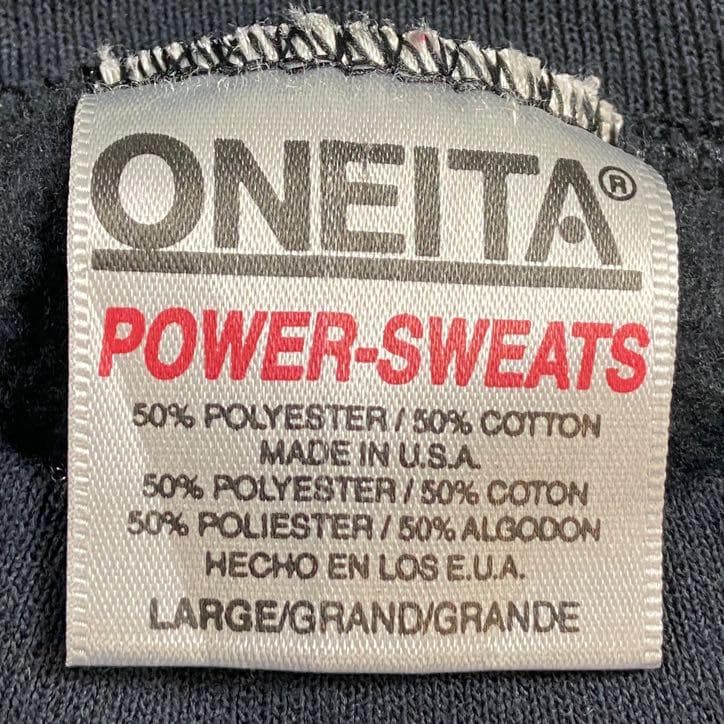 ONEITA®
POWER-SWEATS
50% POLYESTER / 50% COTTON
MADE IN U.S.A.
50% POLYESTER / 50% COTON
50% POLIESTER / 50% ALGODON
HECHO EN LOS E.U.A.
LARGE/GRAND/GRANDE